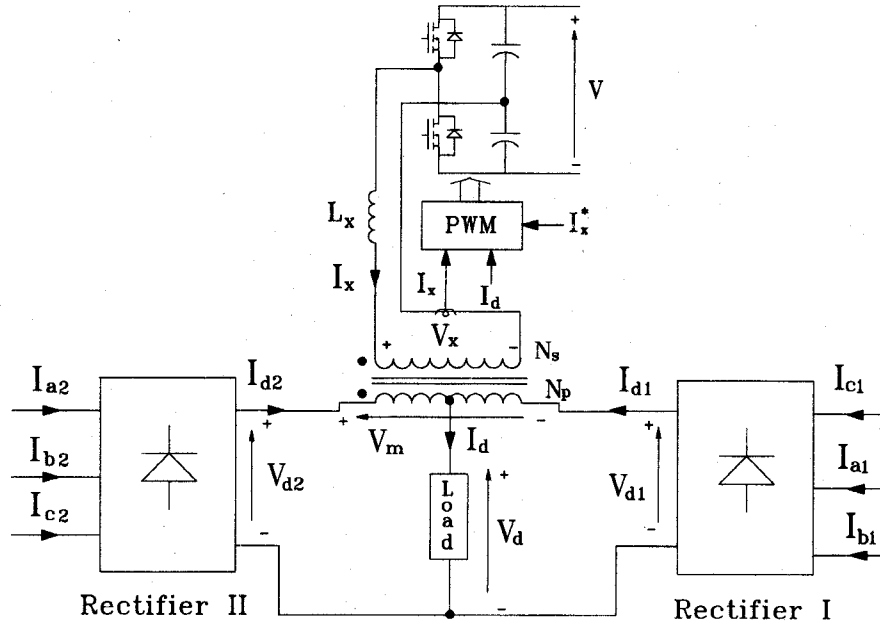 +
V
-
L_x
PWM
I_x^*
I_x
I_x
I_d
+ V_x -
N_s
N_p
I_a2
I_d2
I_d1
I_c1
+ V_m -
I_d
+
+
I_b2
V_d2
V_d1
I_a1
+
Load
V_d
I_c2
-
-
I_b1
-
Rectifier II
Rectifier I